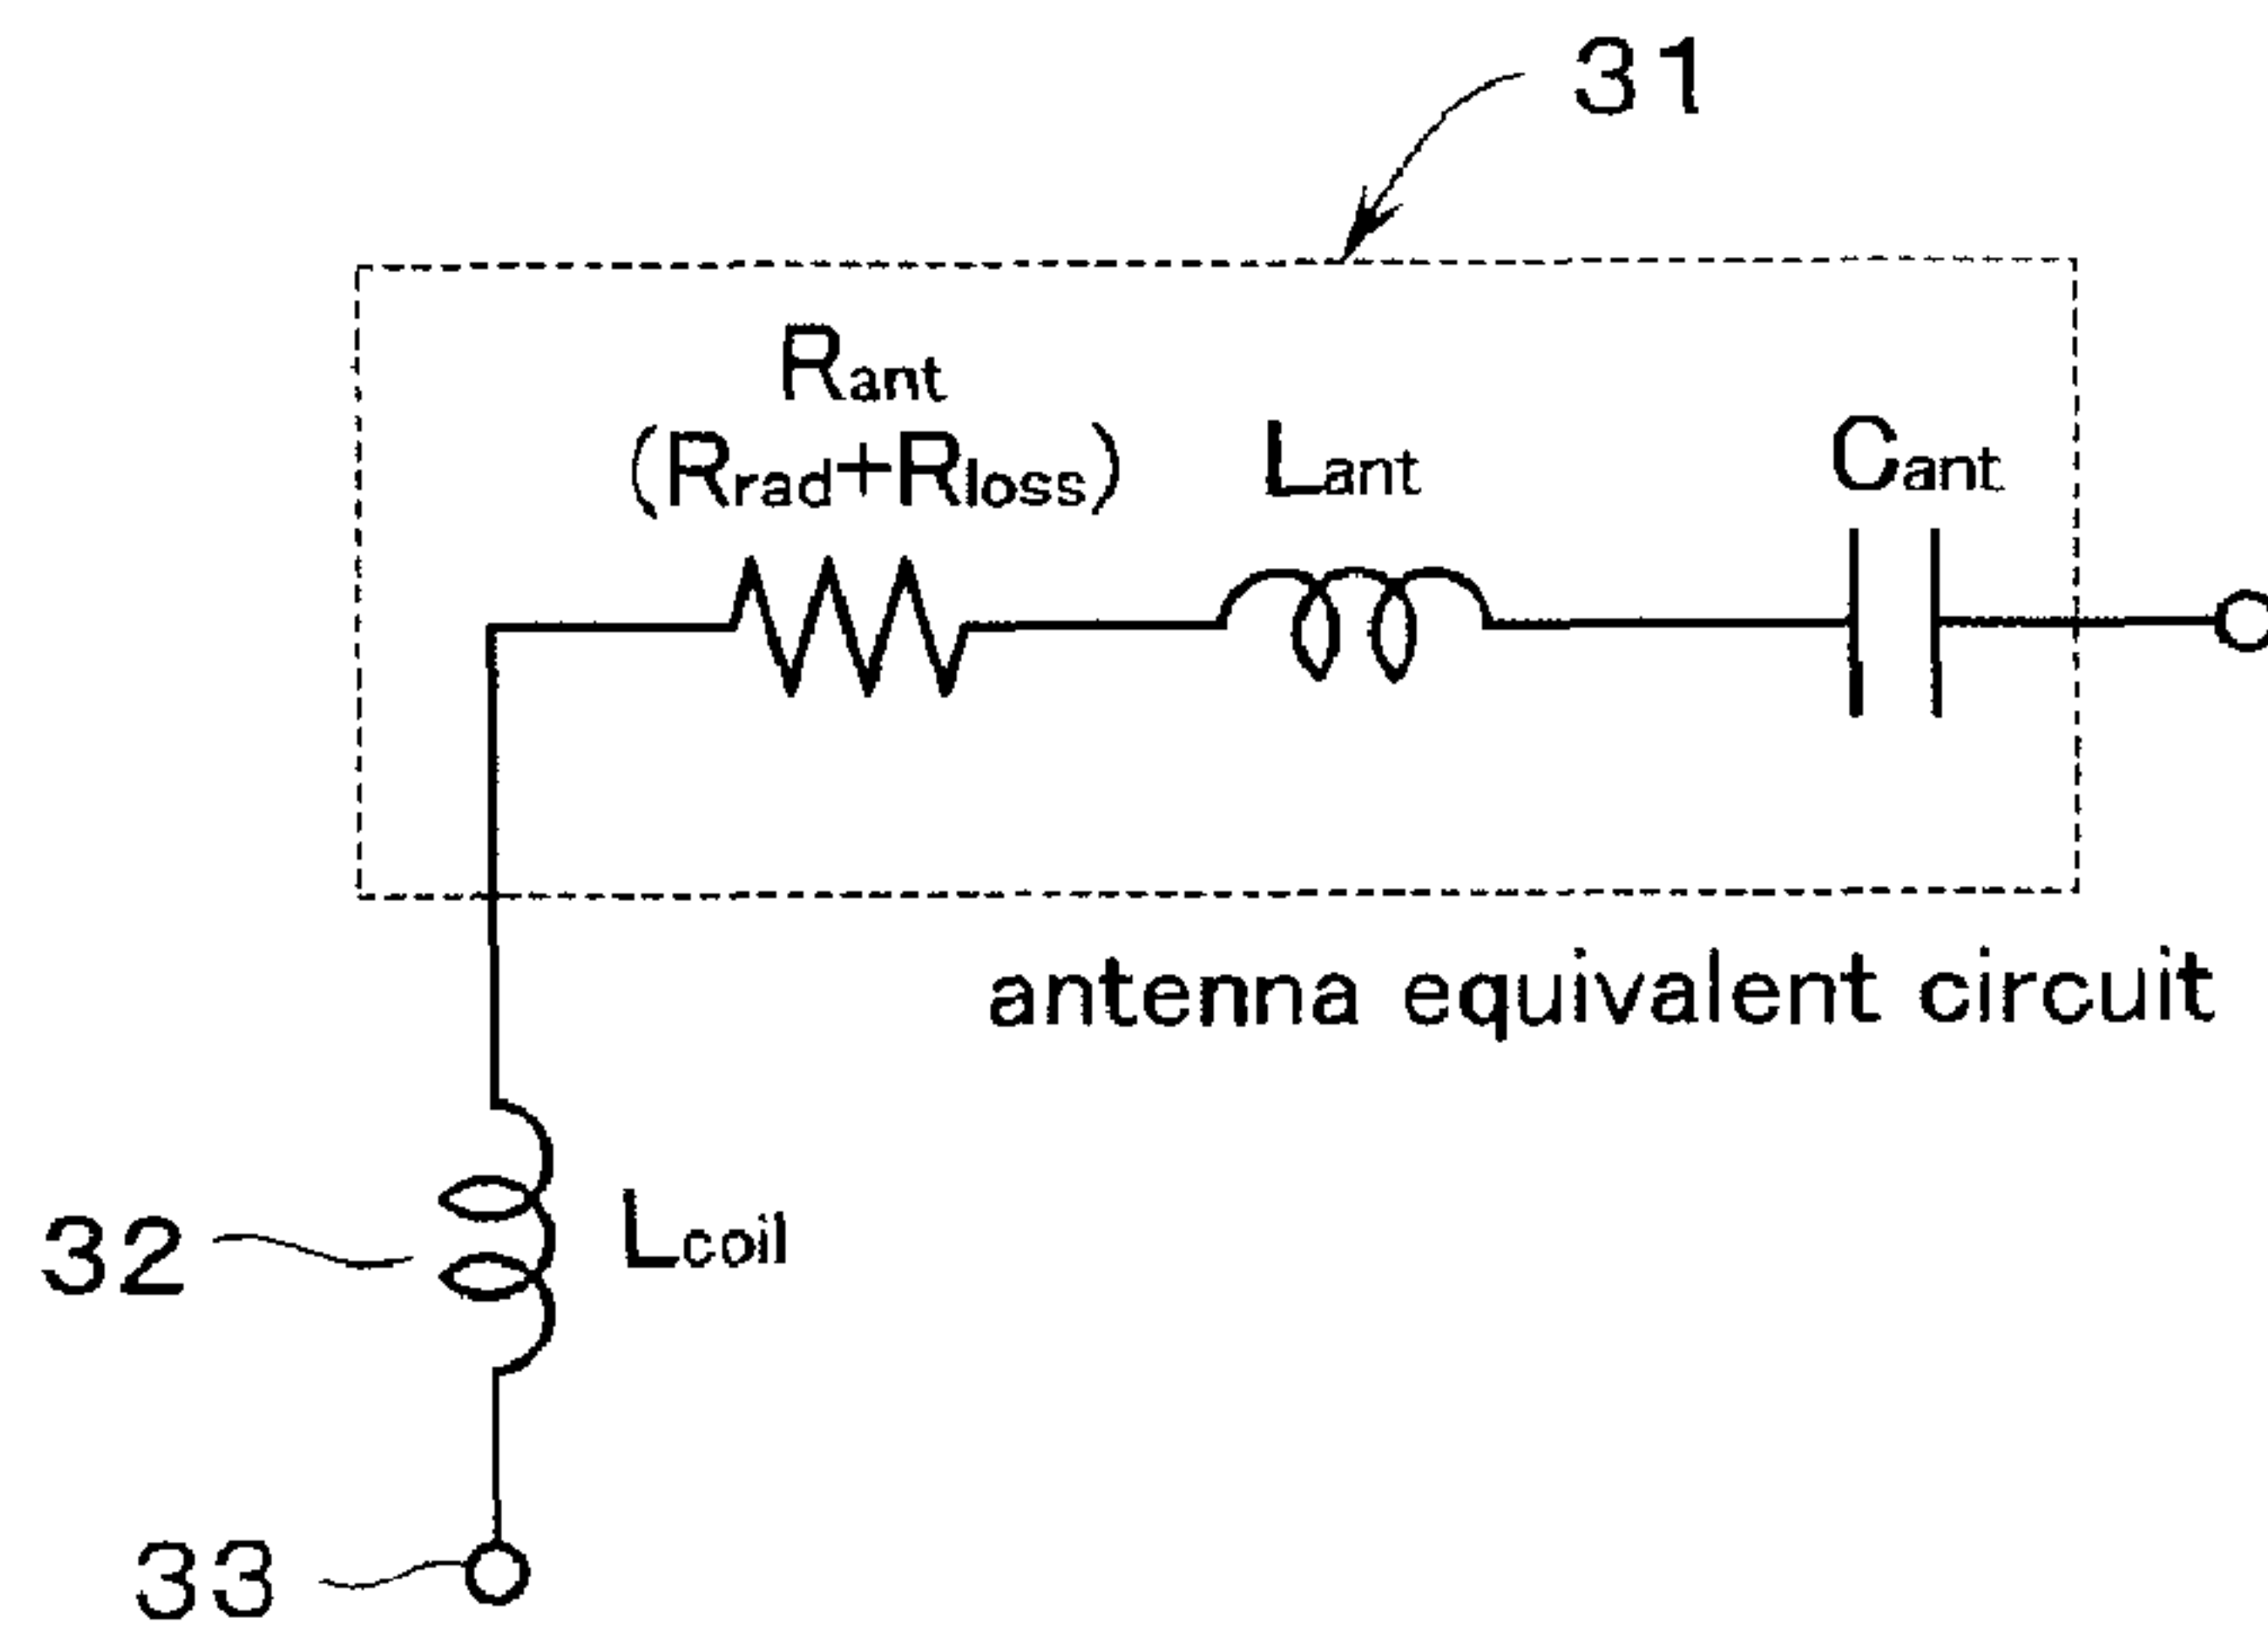 31
Rant
(Rrad+Rloss)
Lant
Cant
antenna equivalent circuit
32
Lcoil
33